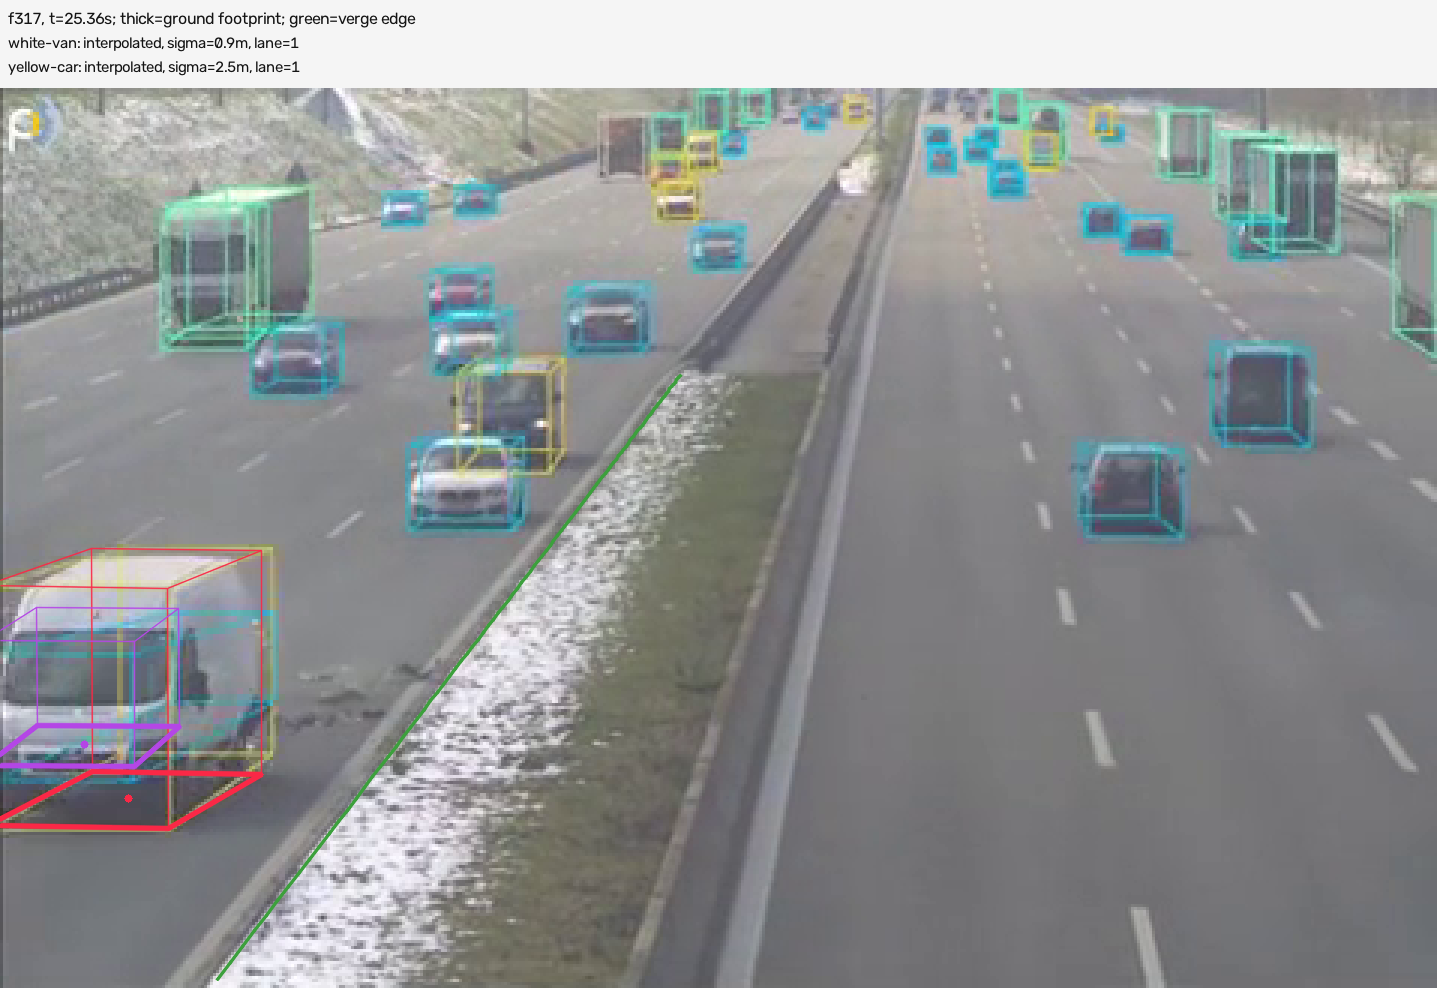 f317, t=25.36s; thick=ground footprint; green=verge edge
white-van: interpolated, sigma=0.9m, lane=1
yellow-car: interpolated, sigma=2.5m, lane=1